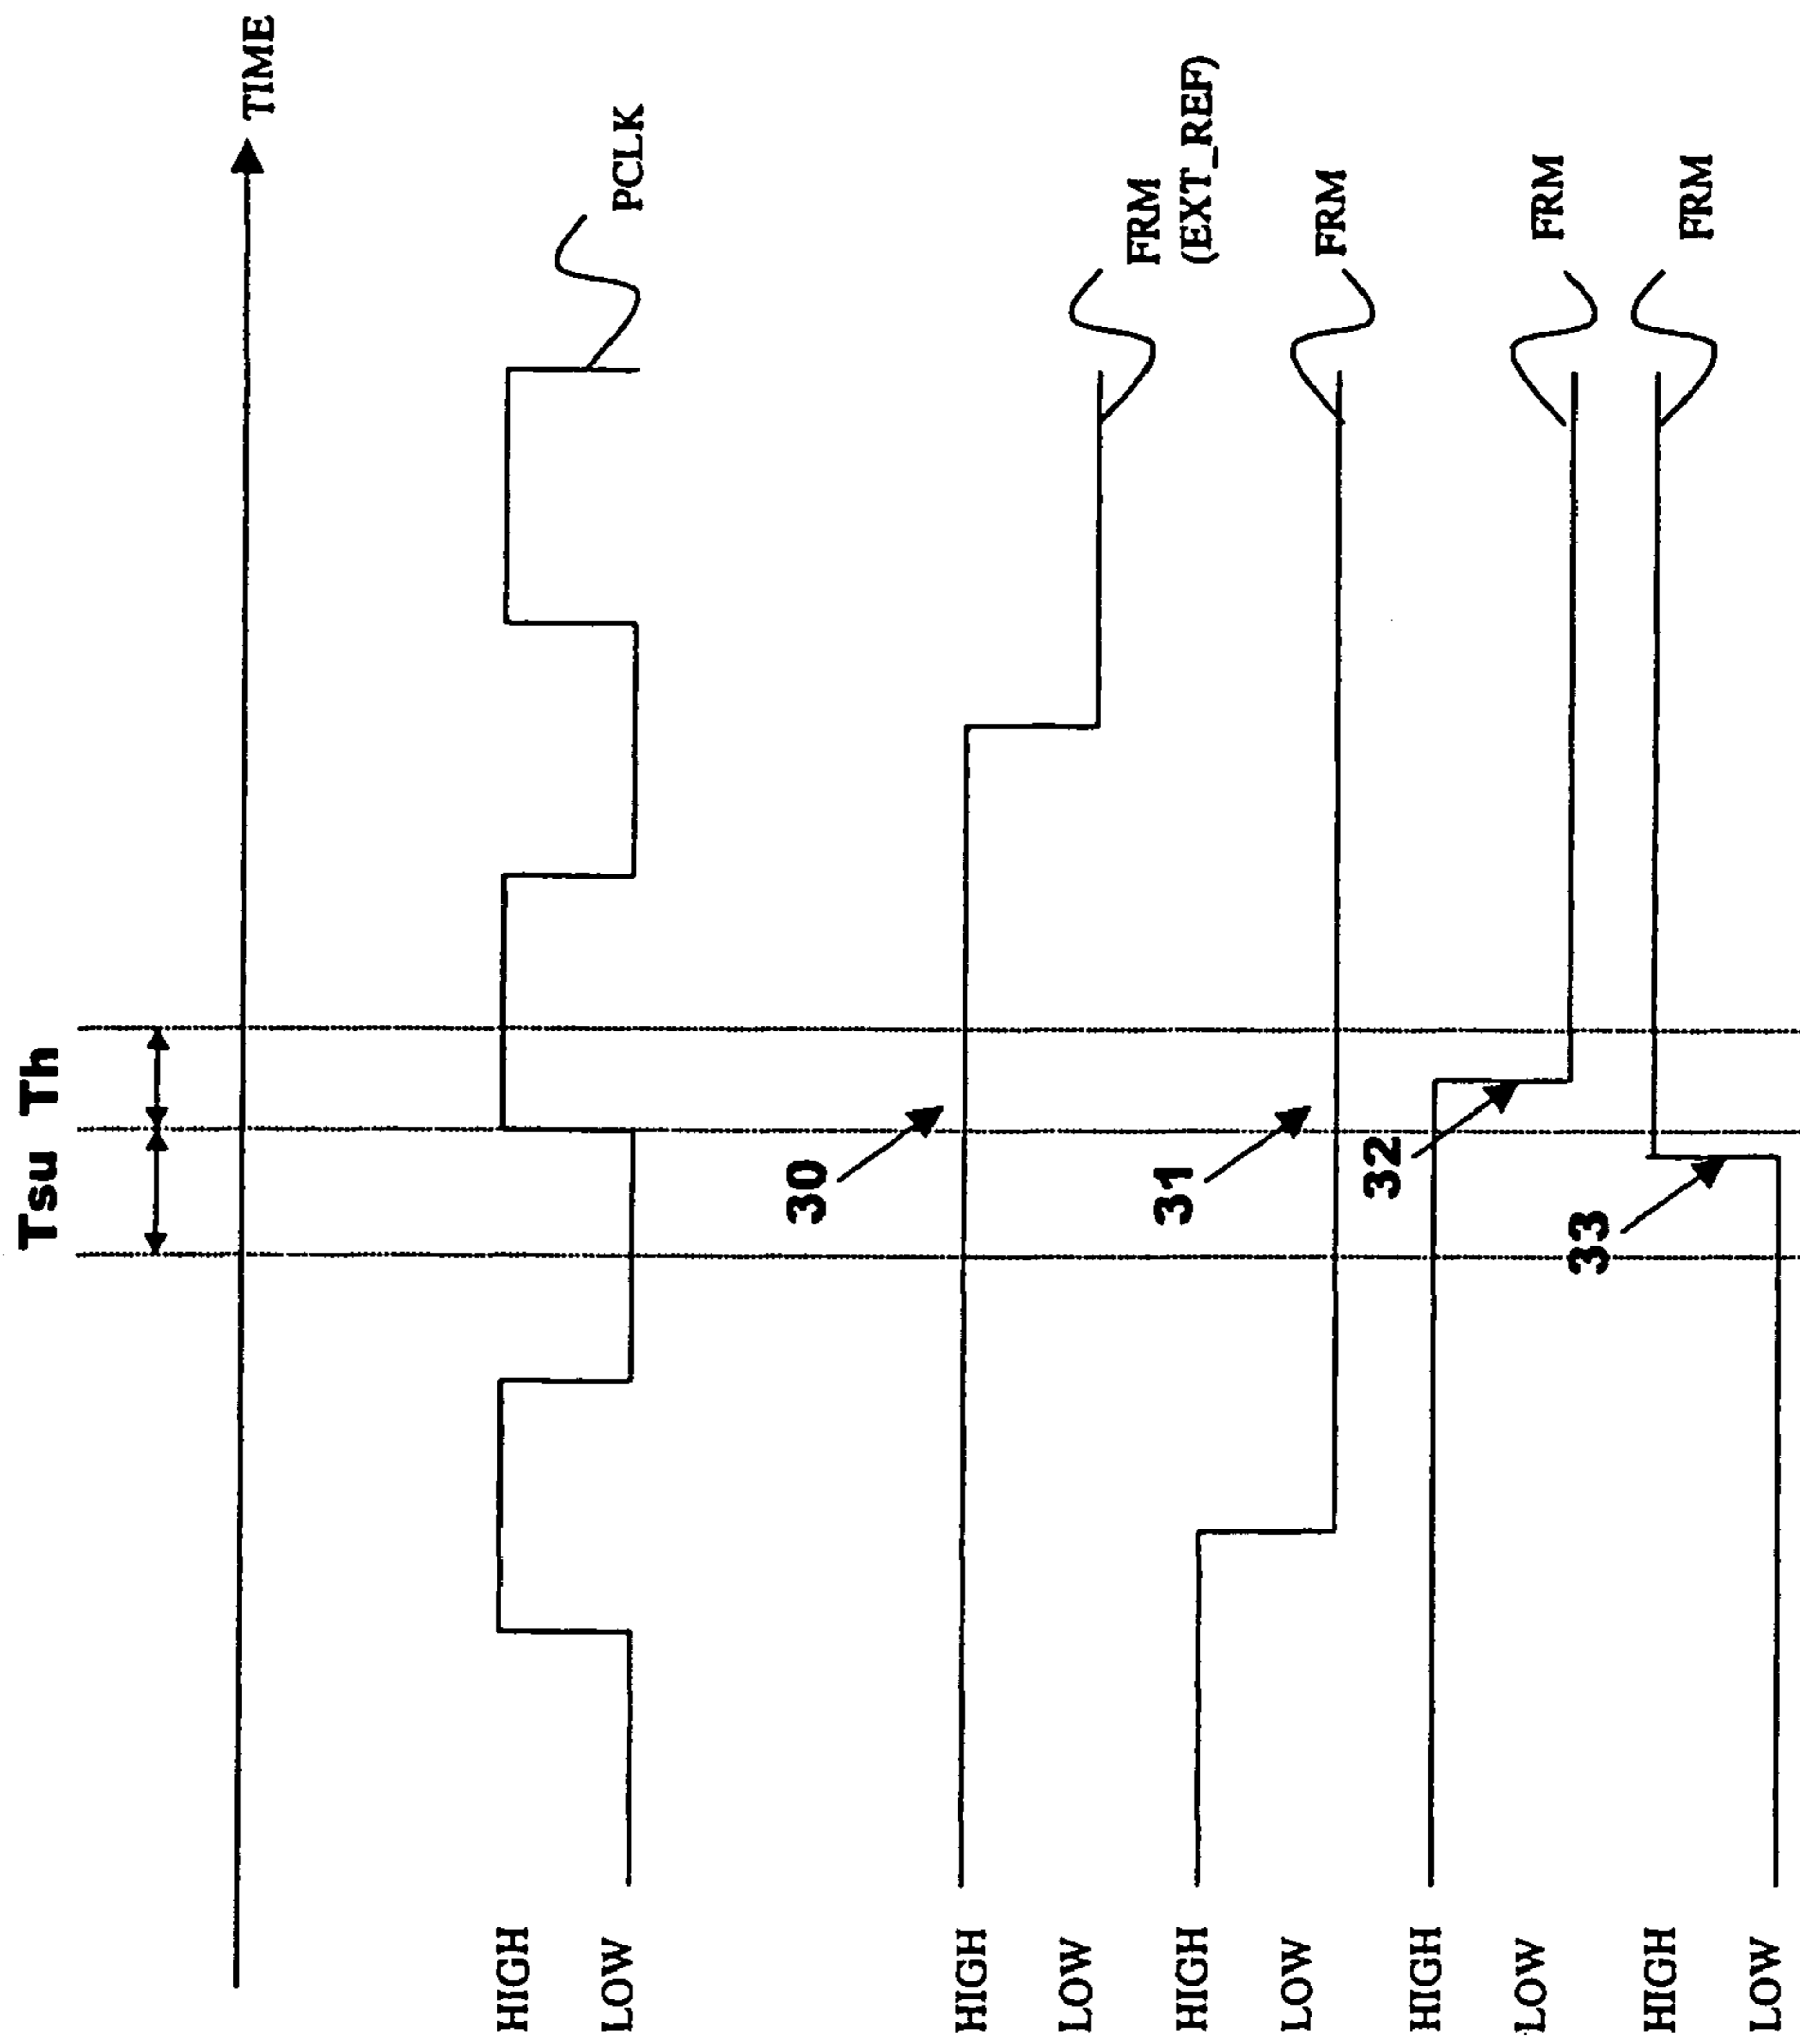 Tsu Th
TIME
HIGH
LOW
PCLK
30
HIGH
LOW
FRM
(EXT_REF)
31
HIGH
LOW
FRM
32
HIGH
LOW
FRM
33
HIGH
LOW
FRM